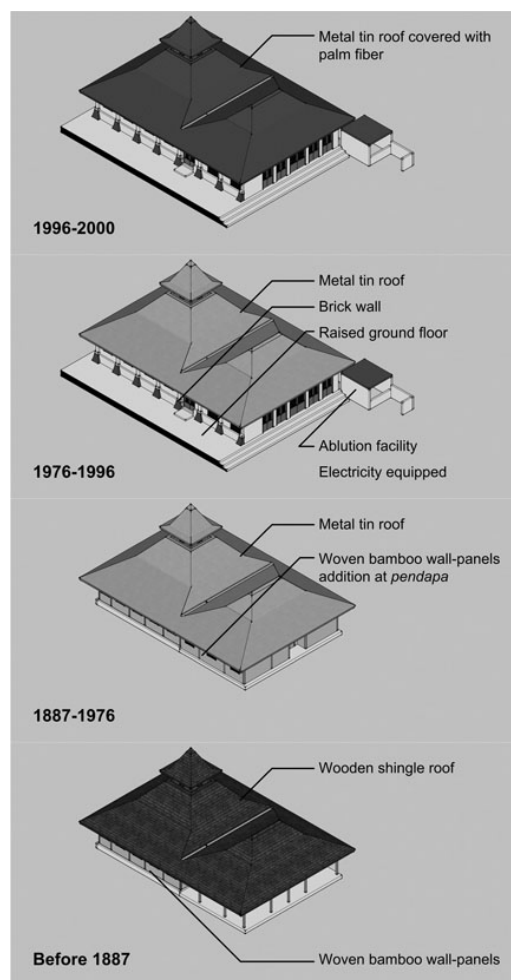 Metal tin roof covered with
palm fiber
1996-2000
Metal tin roof
Brick wall
Raised ground floor
Ablution facility
Electricity equipped
1976-1996
Metal tin roof
Woven bamboo wall-panels
addition at pendapa
1887-1976
Wooden shingle roof
Before 1887
Woven bamboo wall-panels